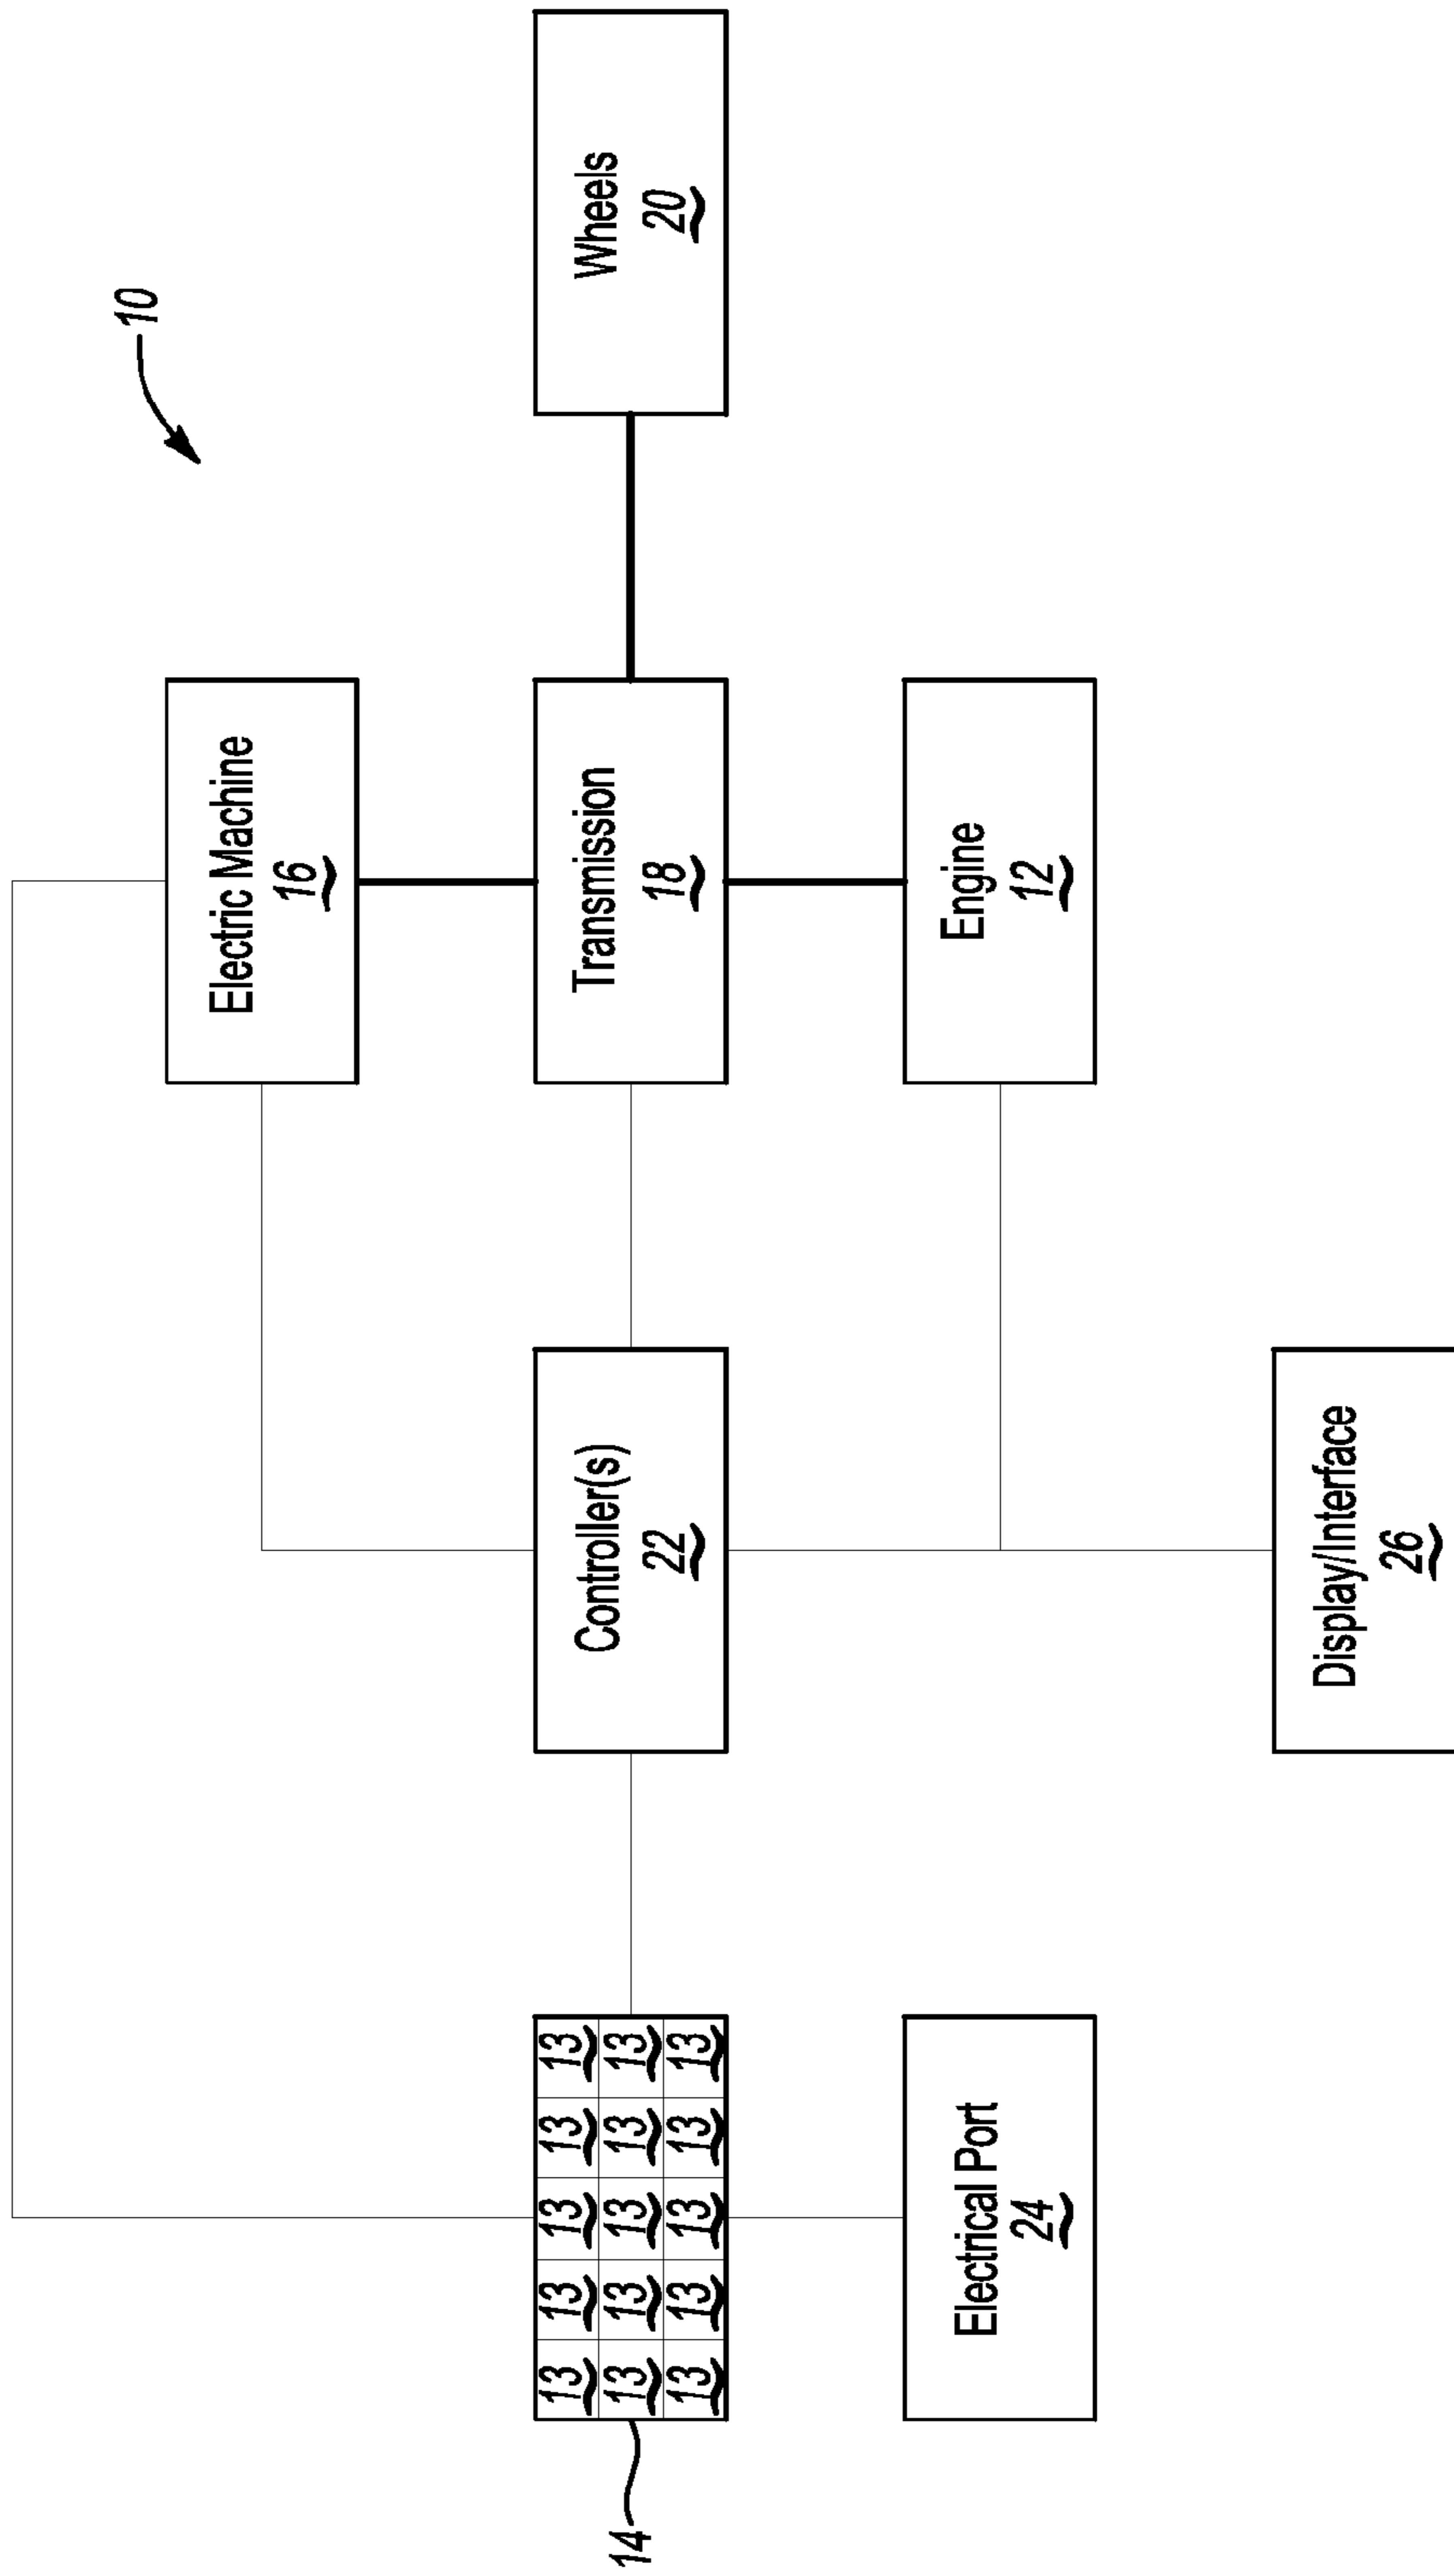 10
Electric Machine
16
14
13 13 13 13 13
13 13 13 13 13
13 13 13 13 13
Controller(s)
22
Transmission
18
Wheels
20
Electrical Port
24
Engine
12
Display/Interface
26